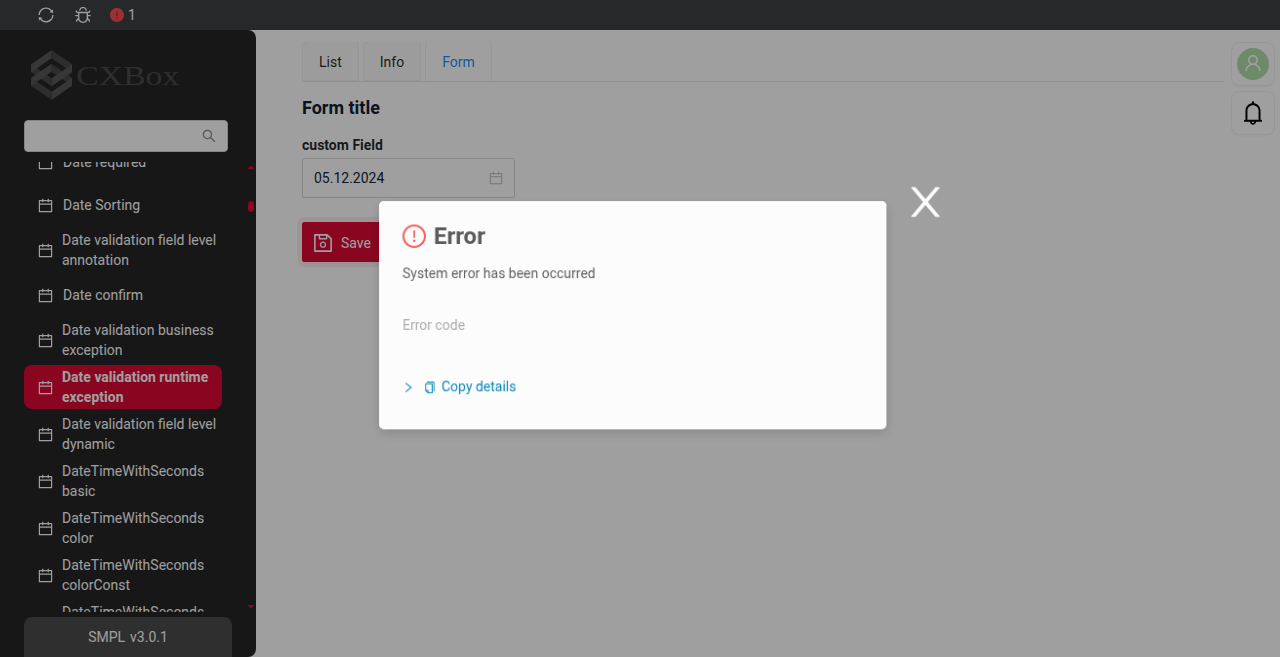 1
CXBox
Date required
Date Sorting
Date validation field level
annotation
Date confirm
Date validation business
exception
Date validation runtime
exception
Date validation field level
dynamic
DateTimeWithSeconds
basic
DateTimeWithSeconds
color
DateTimeWithSeconds
colorConst
DateTimeWithSeconds
SMPL v3.0.1
List
Info
Form
Form title
custom Field
05.12.2024
Save
Error
System error has been occurred
Error code
Copy details